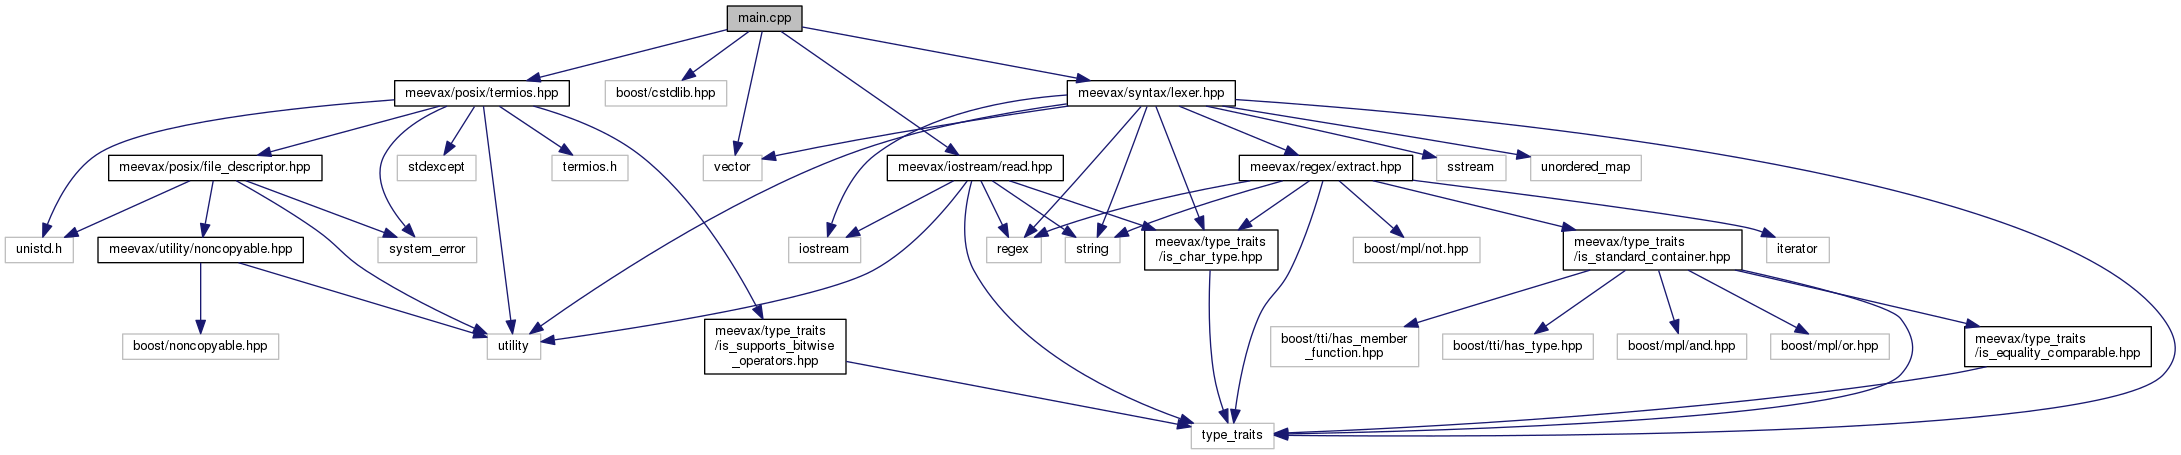 main.cpp
meevax/posix/termios.hpp
boost/cstdlib.hpp
meevax/syntax/lexer.hpp
meevax/posix/file_descriptor.hpp
stdexcept
termios.h
vector
meevax/iostream/read.hpp
meevax/regex/extract.hpp
sstream
unordered_map
unistd.h
meevax/utility/noncopyable.hpp
system_error
iostream
regex
string
meevax/type_traits
/is_char_type.hpp
boost/mpl/not.hpp
meevax/type_traits
/is_standard_container.hpp
iterator
boost/noncopyable.hpp
utility
meevax/type_traits
/is_supports_bitwise
_operators.hpp
boost/tti/has_member
_function.hpp
boost/tti/has_type.hpp
boost/mpl/and.hpp
boost/mpl/or.hpp
meevax/type_traits
/is_equality_comparable.hpp
type_traits